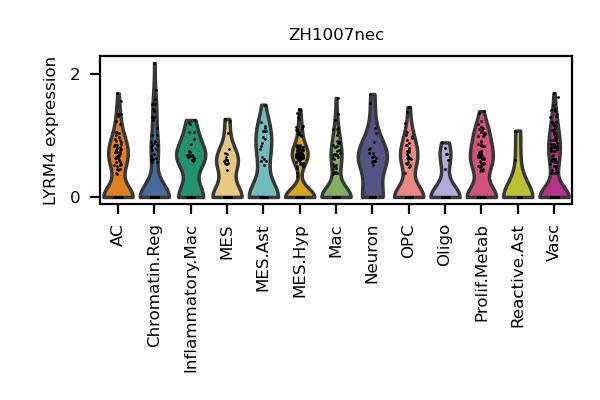 ZH1007nec
LYRM4 expression
2
0
AC
Chromatin.Reg
Inflammatory.Mac
MES
MES.Ast
MES.Hyp
Mac
Neuron
OPC
Oligo
Prolif.Metab
Reactive.Ast
Vasc